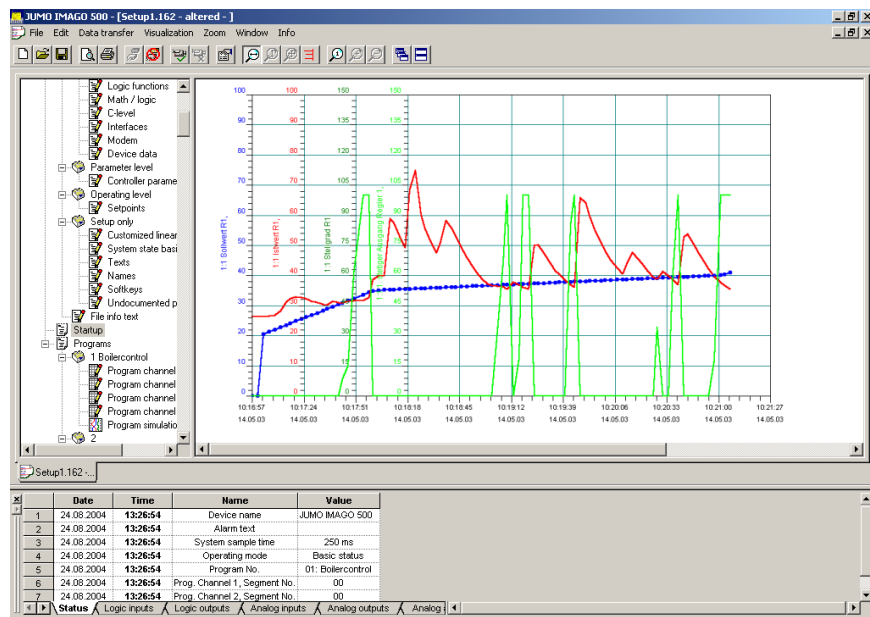 JUMO IMAGO 500 - [Setup1.162 - altered - ]
File Edit Data transfer Visualization Zoom Window Info
Logic functions
Math / logic
C-level
Interfaces
Modem
Device data
Parameter level
Controller parame
Operating level
Setpoints
Setup only
Customized linear
System state basi
Texts
Names
Softkeys
Undocumented p
File info text
Startup
Programs
1 Boilercontrol
Program channel
Program channel
Program channel
Program channel
Program simulatio
2
100 100 150 150
90 90 135 135
80 80 120 120
70 70 105 105
60 60 90 90
50 50 75 75
40 40 60 60
30 30 45 45
20 20 30 30
10 10 15 15
0 0 0 0
1:1 Sollwert R1,
1:1 Istwert R1,
1:1 Stellgrad R1
10:16:57 10:17:24 10:17:51 10:18:18 10:18:45 10:19:12 10:19:39 10:20:06 10:20:33 10:21:00 10:21:27
14.05.03 14.05.03 14.05.03 14.05.03 14.05.03 14.05.03 14.05.03 14.05.03 14.05.03 14.05.03 14.05.03
Setup1.162 -...
Date Time Name Value
1 24.08.2004 13:26:54 Device name JUMO IMAGO 500
2 24.08.2004 13:26:54 Alarm text
3 24.08.2004 13:26:54 System sample time 250 ms
4 24.08.2004 13:26:54 Operating mode Basic status
5 24.08.2004 13:26:54 Program No. 01: Boilercontrol
6 24.08.2004 13:26:54 Prog. Channel 1, Segment No. 00
7 24.08.2004 13:26:54 Prog. Channel 2, Segment No. 00
Status Logic inputs Logic outputs Analog inputs Analog outputs Analog